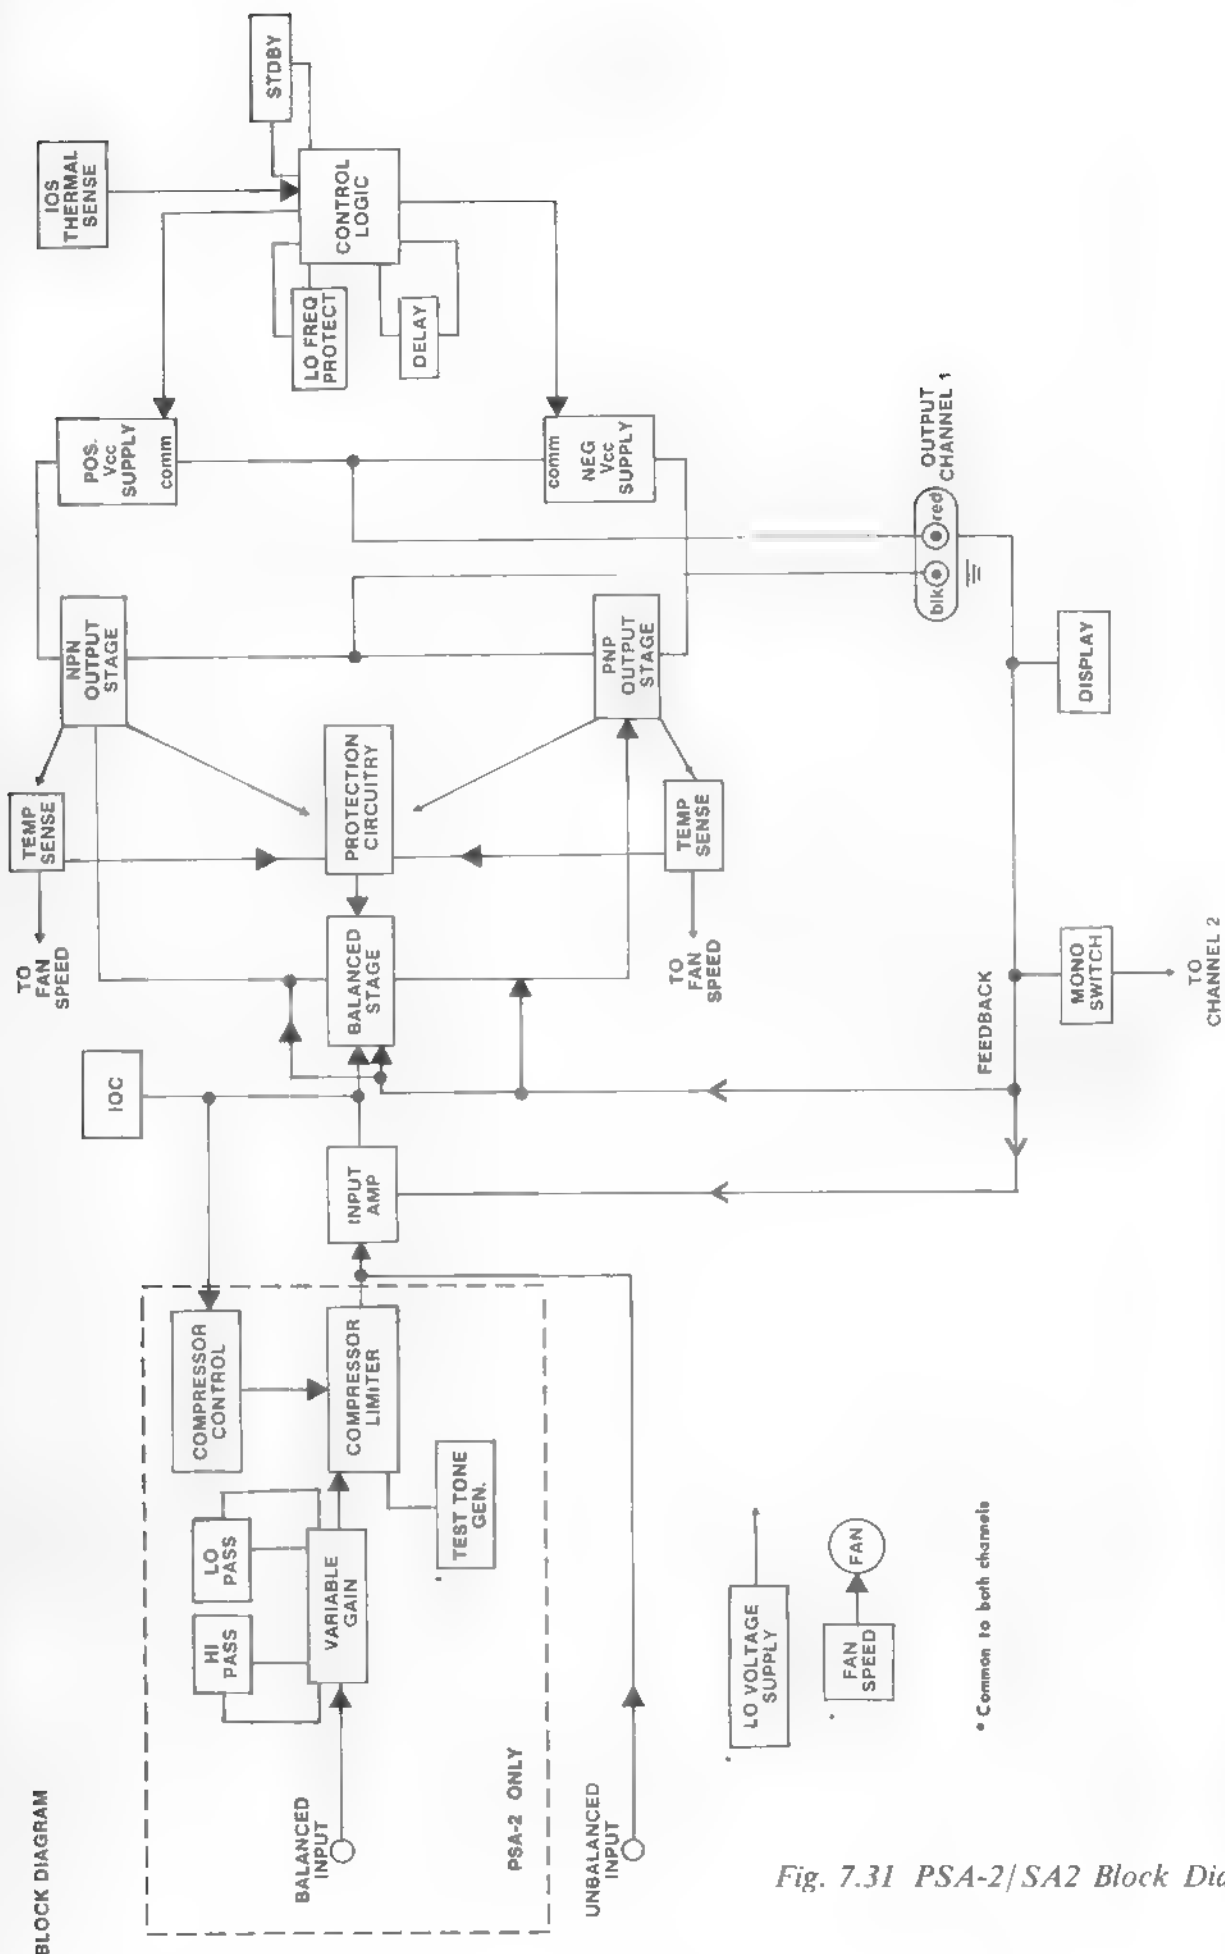 BLOCK DIAGRAM
BALANCED
INPUT
HI
PASS
LO
PASS
VARIABLE
GAIN
COMPRESSOR
CONTROL
COMPRESSOR
LIMITER
TEST TONE
GEN.
*
PSA-2 ONLY
UNBALANCED
INPUT
IOC
INPUT
AMP
BALANCED
STAGE
PROTECTION
CIRCUITRY
TO
FAN
SPEED
TEMP
SENSE
TO
FAN
SPEED
TEMP
SENSE
NPN
OUTPUT
STAGE
PNP
OUTPUT
STAGE
POS.
Vcc
SUPPLY
comm
comm
NEG
Vcc
SUPPLY
IOS
THERMAL
SENSE
STDBY
CONTROL
LOGIC
LO FREQ
PROTECT
DELAY
OUTPUT
CHANNEL 1
blk
red
FEEDBACK
DISPLAY
MONO
SWITCH
TO
CHANNEL 2
LO VOLTAGE
SUPPLY
*
FAN
SPEED
*
FAN
* Common to both channels
Fig. 7.31 PSA-2/SA2 Block Dia